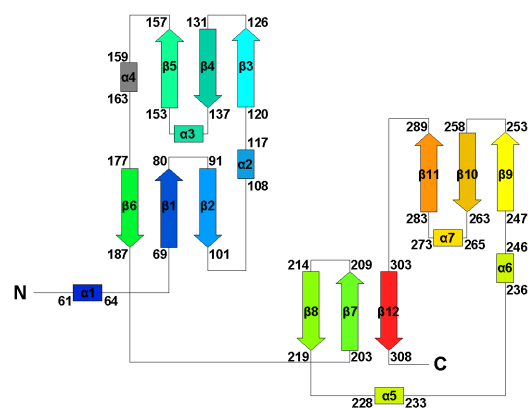 157 131 126
159 β5 β4 β3
α4
163 153 137 120
α3
289 258 253
117
177 80 91 α2
108
β11 β10 β9
β6 β1 β2
283 263 247
187 69 101 273 α7 265 246
214 209 303 α6
236
N 61 α1 64
β8 β7 β12
219 203 308 C
228 α5 233